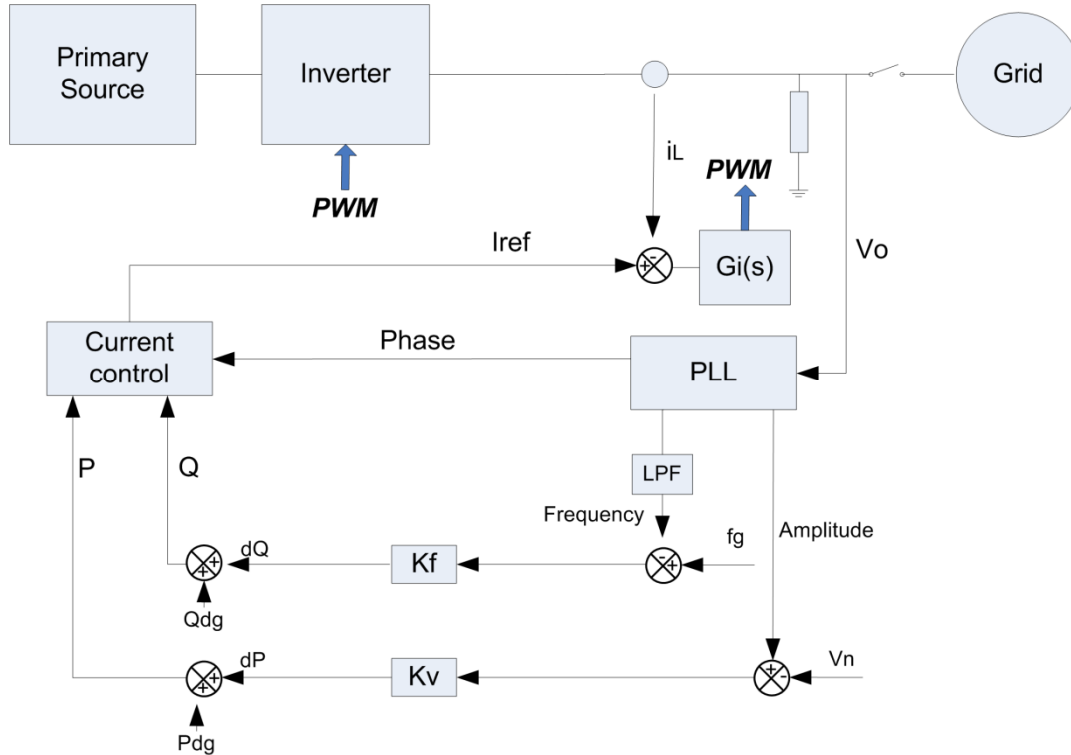 Primary
Source
Inverter
Grid
PWM
iL
PWM
Vo
Iref
+
-
Gi(s)
Current
control
Phase
PLL
P
Q
LPF
Frequency
Amplitude
fg
-
+
dQ
+
+
Kf
Qdg
dP
+
+
Kv
+
-
Vn
Pdg